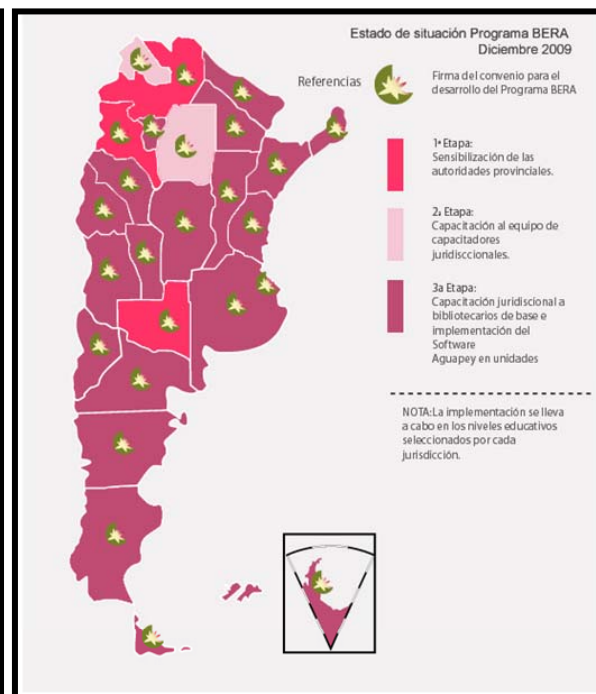 Estado de situación Programa BERA
Diciembre 2009
Referencias
Firma del convenio para el
desarrollo del Programa BERA
1ª Etapa:
Sensibilización de las
autoridades provinciales.
2ª Etapa:
Capacitación al equipo de
capacitadores
jurisdiccionales.
3a Etapa:
Capacitación juridiscional a
bibliotecarios de base e
implementación del
Software
Aguapey en unidades
NOTA:La implementación se lleva
a cabo en los niveles educativos
seleccionados por cada
jurisdicción.